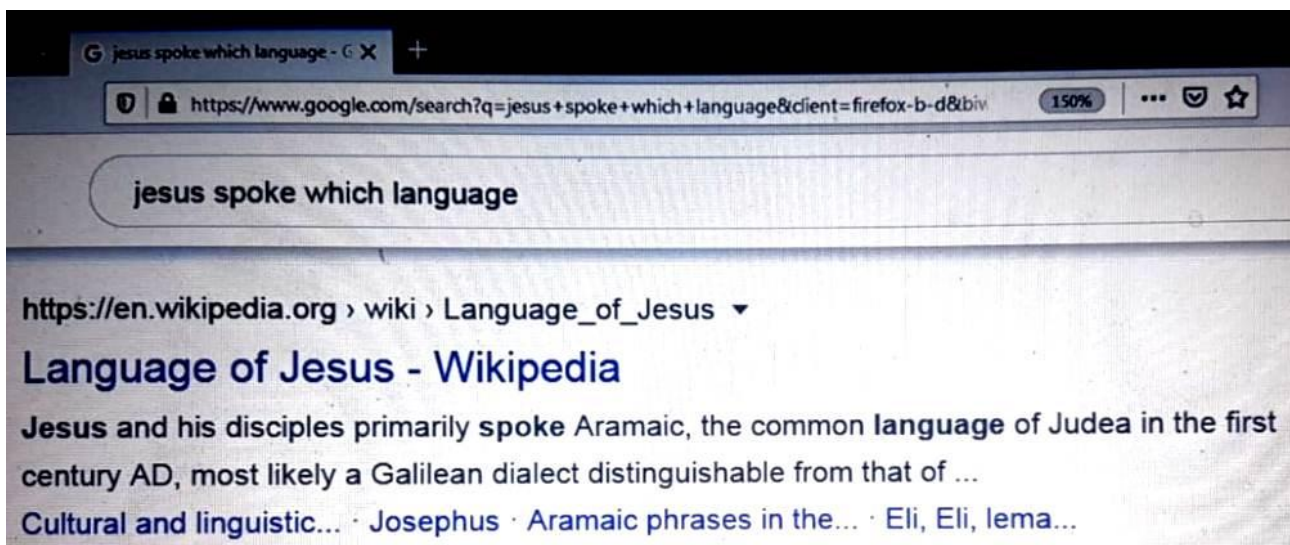 jesus spoke which language - G
https://www.google.com/search?q=jesus+spoke+which+language&client=firefox-b-d&biw 150%
jesus spoke which language
https://en.wikipedia.org › wiki › Language_of_Jesus
Language of Jesus - Wikipedia
Jesus and his disciples primarily spoke Aramaic, the common language of Judea in the first
century AD, most likely a Galilean dialect distinguishable from that of ...
Cultural and linguistic... · Josephus · Aramaic phrases in the... · Eli, Eli, lema...